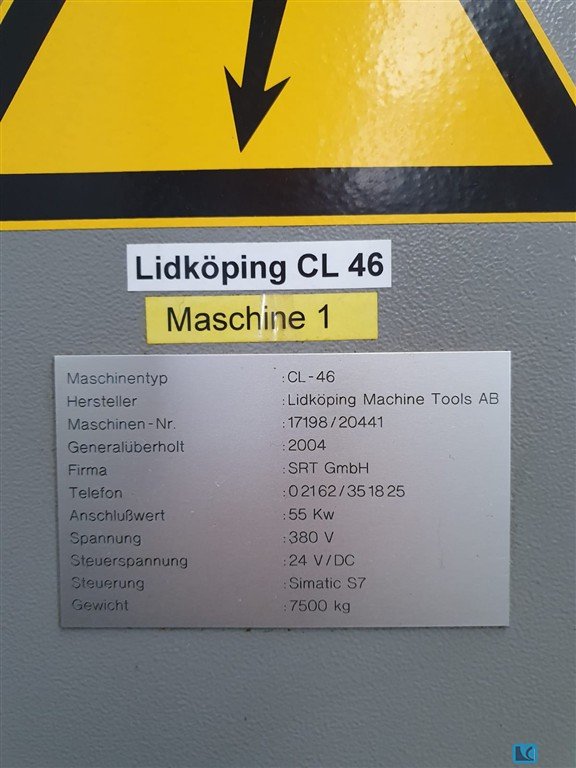 Lidköping CL 46
Maschine 1
Maschinentyp :CL-46
Hersteller :Lidköping Machine Tools AB
Maschinen-Nr. :17198/20441
Generalüberholt :2004
Firma :SRT GmbH
Telefon :02162/351825
Anschlußwert :55 Kw
Spannung :380 V
Steuerspannung :24 V/DC
Steuerung :Simatic S7
Gewicht :7500 kg